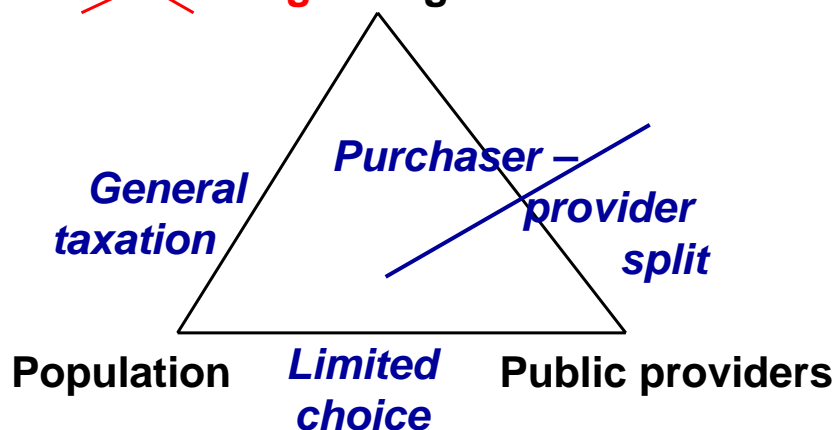 Purchaser –
General
taxation
provider
split
Population
Limited
choice
Public providers